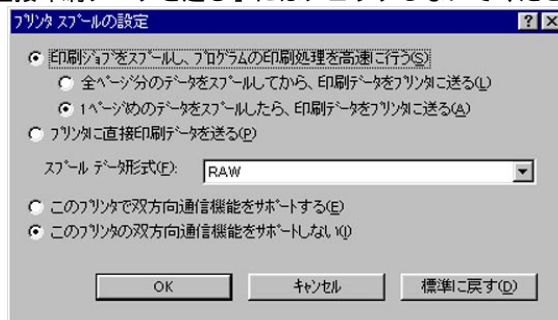 プリンタ スプールの設定
印刷ジョブをスプールし、プログラムの印刷処理を高速に行う(S)
全ページ分のデータをスプールしてから、印刷データをプリンタに送る(L)
1ページめのデータをスプールしたら、印刷データをプリンタに送る(A)
プリンタに直接印刷データを送る(P)
スプール データ形式(F): RAW
このプリンタで双方向通信機能をサポートする(E)
このプリンタの双方向通信機能をサポートしない(I)
OK キャンセル 標準に戻す(D)